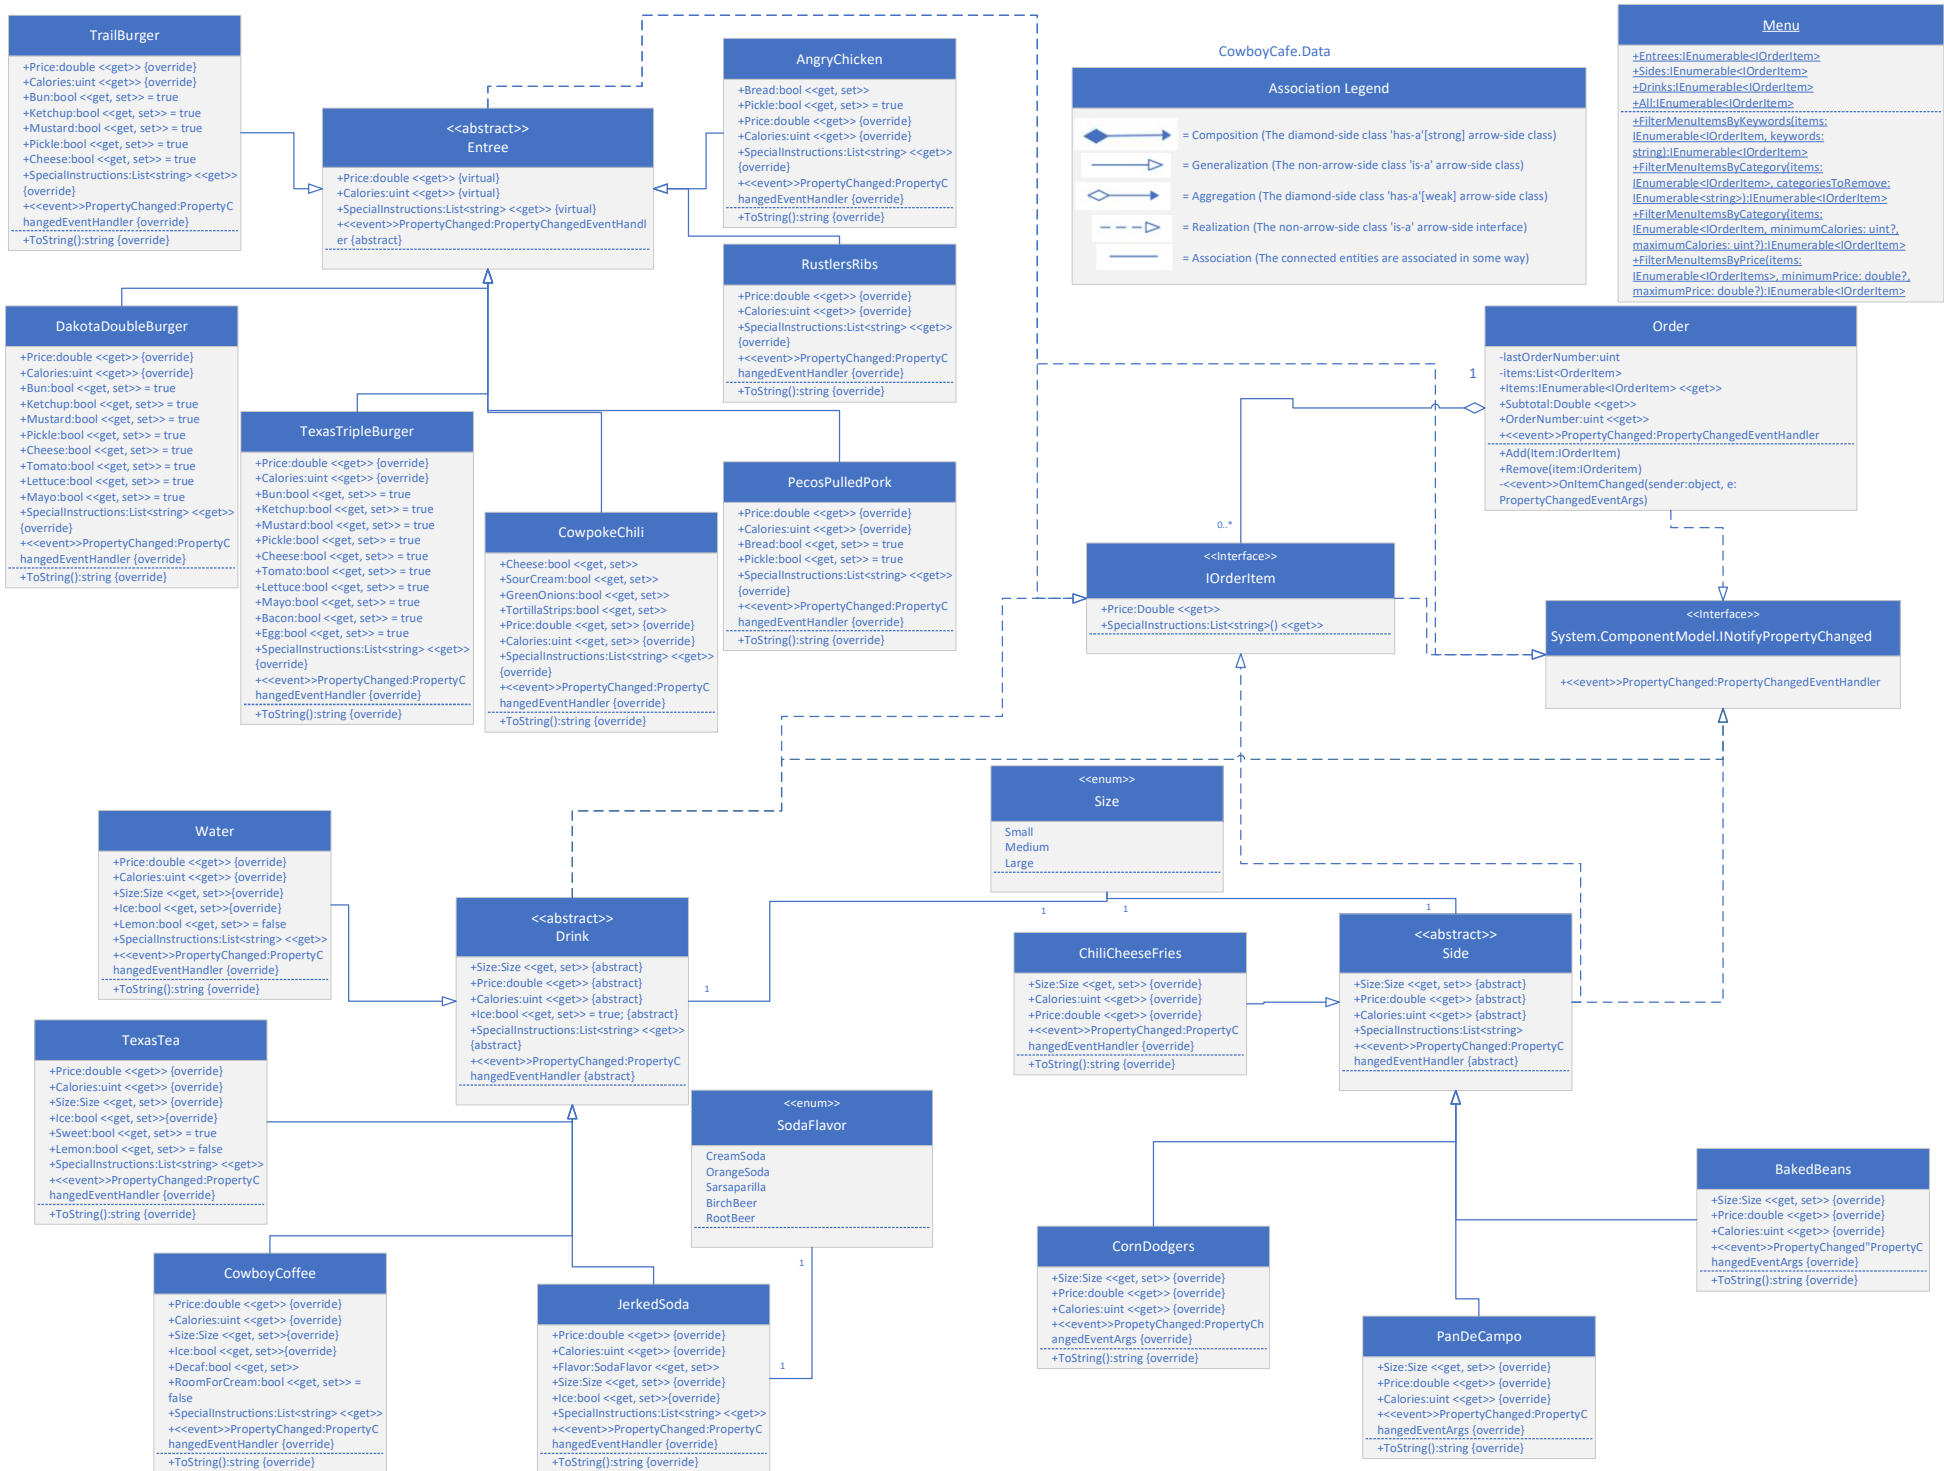 TrailBurger
+Price:double <<get>> {override}
+Calories:uint <<get>> {override}
+Bun:bool <<get, set>> = true
+Ketchup:bool <<get, set>> = true
+Mustard:bool <<get, set>> = true
+Pickle:bool <<get, set>> = true
+Cheese:bool <<get, set>> = true
+SpecialInstructions:List<string> <<get>>
{override}
+<<event>>PropertyChanged:PropertyC
hangedEventHandler {override}
+ToString():string {override}
<<abstract>>
Entree
+Price:double <<get>> {virtual}
+Calories:uint <<get>> {virtual}
+SpecialInstructions:List<string> <<get>> {virtual}
+<<event>>PropertyChanged:PropertyChangedEventHandl
er {abstract}
AngryChicken
+Bread:bool <<get, set>>
+Pickle:bool <<get, set>> = true
+Price:double <<get>> {override}
+Calories:uint <<get>> {override}
+SpecialInstructions:List<string> <<get>>
{override}
+<<event>>PropertyChanged:PropertyC
hangedEventHandler {override}
+ToString():string {override}
CowboyCafe.Data
Association Legend
= Composition (The diamond-side class 'has-a'[strong] arrow-side class)
= Generalization (The non-arrow-side class 'is-a' arrow-side class)
= Aggregation (The diamond-side class 'has-a'[weak] arrow-side class)
= Realization (The non-arrow-side class 'is-a' arrow-side interface)
= Association (The connected entities are associated in some way)
Menu
+Entrees:IEnumerable<IOrderItem>
+Sides:IEnumerable<IOrderItem>
+Drinks:IEnumerable<IOrderItem>
+All:IEnumerable<IOrderItem>
+FilterMenuItemsByKeywords(items:
IEnumerable<IOrderItem, keywords:
string):IEnumerable<IOrderItem>
+FilterMenuItemsByCategory(items:
IEnumerable<IOrderItem>, categoriesToRemove:
IEnumerable<string>):IEnumerable<IOrderItem>
+FilterMenuItemsByCategory(items:
IEnumerable<IOrderItem, minimumCalories: uint?,
maximumCalories: uint?):IEnumerable<IOrderItem>
+FilterMenuItemsByPrice(items:
IEnumerable<IOrderItems>, minimumPrice: double?,
maximumPrice: double?):IEnumerable<IOrderItem>
RustlersRibs
+Price:double <<get>> {override}
+Calories:uint <<get>> {override}
+SpecialInstructions:List<string> <<get>>
{override}
+<<event>>PropertyChanged:PropertyC
hangedEventHandler {override}
+ToString():string {override}
DakotaDoubleBurger
+Price:double <<get>> {override}
+Calories:uint <<get>> {override}
+Bun:bool <<get, set>> = true
+Ketchup:bool <<get, set>> = true
+Mustard:bool <<get, set>> = true
+Pickle:bool <<get, set>> = true
+Cheese:bool <<get, set>> = true
+Tomato:bool <<get, set>> = true
+Lettuce:bool <<get, set>> = true
+Mayo:bool <<get, set>> = true
+SpecialInstructions:List<string> <<get>>
{override}
+<<event>>PropertyChanged:PropertyC
hangedEventHandler {override}
+ToString():string {override}
Order
-lastOrderNumber:uint
-items:List<OrderItem>
+Items:IEnumerable<IOrderItem> <<get>>
+Subtotal:Double <<get>>
+OrderNumber:uint <<get>>
+<<event>>PropertyChanged:PropertyChangedEventHandler
+Add(Item:IOrderItem)
+Remove(item:IOrderitem)
-<<event>>OnItemChanged(sender:object, e:
PropertyChangedEventArgs)
1
TexasTripleBurger
+Price:double <<get>> {override}
+Calories:uint <<get>> {override}
+Bun:bool <<get, set>> = true
+Ketchup:bool <<get, set>> = true
+Mustard:bool <<get, set>> = true
+Pickle:bool <<get, set>> = true
+Cheese:bool <<get, set>> = true
+Tomato:bool <<get, set>> = true
+Lettuce:bool <<get, set>> = true
+Mayo:bool <<get, set>> = true
+Bacon:bool <<get, set>> = true
+Egg:bool <<get, set>> = true
+SpecialInstructions:List<string> <<get>>
{override}
+<<event>>PropertyChanged:PropertyC
hangedEventHandler {override}
+ToString():string {override}
CowpokeChili
+Cheese:bool <<get, set>>
+SourCream:bool <<get, set>>
+GreenOnions:bool <<get, set>>
+TortillaStrips:bool <<get, set>>
+Price:double <<get, set>> {override}
+Calories:uint <<get, set>> {override}
+SpecialInstructions:List<string> <<get>>
{override}
+<<event>>PropertyChanged:PropertyC
hangedEventHandler {override}
+ToString():string {override}
PecosPulledPork
+Price:double <<get>> {override}
+Calories:uint <<get>> {override}
+Bread:bool <<get, set>> = true
+Pickle:bool <<get, set>> = true
+SpecialInstructions:List<string> <<get>>
{override}
+<<event>>PropertyChanged:PropertyC
hangedEventHandler {override}
+ToString():string {override}
0..*
<<Interface>>
IOrderItem
+Price:Double <<get>>
+SpecialInstructions:List<string>() <<get>>
<<Interface>>
System.ComponentModel.INotifyPropertyChanged
+<<event>>PropertyChanged:PropertyChangedEventHandler
<<enum>>
Size
Small
Medium
Large
1
1
1
Water
+Price:double <<get>> {override}
+Calories:uint <<get>> {override}
+Size:Size <<get, set>>{override}
+Ice:bool <<get, set>>{override}
+Lemon:bool <<get, set>> = false
+SpecialInstructions:List<string> <<get>>
+<<event>>PropertyChanged:PropertyC
hangedEventHandler {override}
+ToString():string {override}
<<abstract>>
Drink
+Size:Size <<get, set>> {abstract}
+Price:double <<get>> {abstract}
+Calories:uint <<get>> {abstract}
+Ice:bool <<get, set>> = true; {abstract}
+SpecialInstructions:List<string> <<get>>
{abstract}
+<<event>>PropertyChanged:PropertyC
hangedEventHandler {abstract}
1
ChiliCheeseFries
+Size:Size <<get, set>> {override}
+Calories:uint <<get>> {override}
+Price:double <<get>> {override}
+<<event>>PropertyChanged:PropertyC
hangedEventHandler {override}
+ToString():string {override}
<<abstract>>
Side
+Size:Size <<get, set>> {abstract}
+Price:double <<get>> {abstract}
+Calories:uint <<get>> {abstract}
+SpecialInstructions:List<string>
+<<event>>PropertyChanged:PropertyC
hangedEventHandler {abstract}
TexasTea
+Price:double <<get>> {override}
+Calories:uint <<get>> {override}
+Size:Size <<get, set>> {override}
+Ice:bool <<get, set>>{override}
+Sweet:bool <<get, set>> = true
+Lemon:bool <<get, set>> = false
+SpecialInstructions:List<string> <<get>>
+<<event>>PropertyChanged:PropertyC
hangedEventHandler {override}
+ToString():string {override}
<<enum>>
SodaFlavor
CreamSoda
OrangeSoda
Sarsaparilla
BirchBeer
RootBeer
1
1
BakedBeans
+Size:Size <<get, set>> {override}
+Price:double <<get>> {override}
+Calories:uint <<get>> {override}
+<<event>>PropertyChanged"PropertyC
hangedEventArgs {override}
+ToString():string {override}
CornDodgers
+Size:Size <<get, set>> {override}
+Price:double <<get>> {override}
+Calories:uint <<get>> {override}
+<<event>>PropetyChanged:PropertyCh
angedEventArgs {override}
+ToString():string {override}
CowboyCoffee
+Price:double <<get>> {override}
+Calories:uint <<get>> {override}
+Size:Size <<get, set>>{override}
+Ice:bool <<get, set>>{override}
+Decaf:bool <<get, set>>
+RoomForCream:bool <<get, set>> =
false
+SpecialInstructions:List<string> <<get>>
+<<event>>PropertyChanged:PropertyC
hangedEventHandler {override}
+ToString():string {override}
JerkedSoda
+Price:double <<get>> {override}
+Calories:uint <<get>> {override}
+Flavor:SodaFlavor <<get, set>>
+Size:Size <<get, set>> {override}
+Ice:bool <<get, set>>{override}
+SpecialInstructions:List<string> <<get>>
+<<event>>PropertyChanged:PropertyC
hangedEventHandler {override}
+ToString():string {override}
PanDeCampo
+Size:Size <<get, set>> {override}
+Price:double <<get>> {override}
+Calories:uint <<get>> {override}
+<<event>>PropertyChanged:PropertyC
hangedEventArgs {override}
+ToString():string {override}